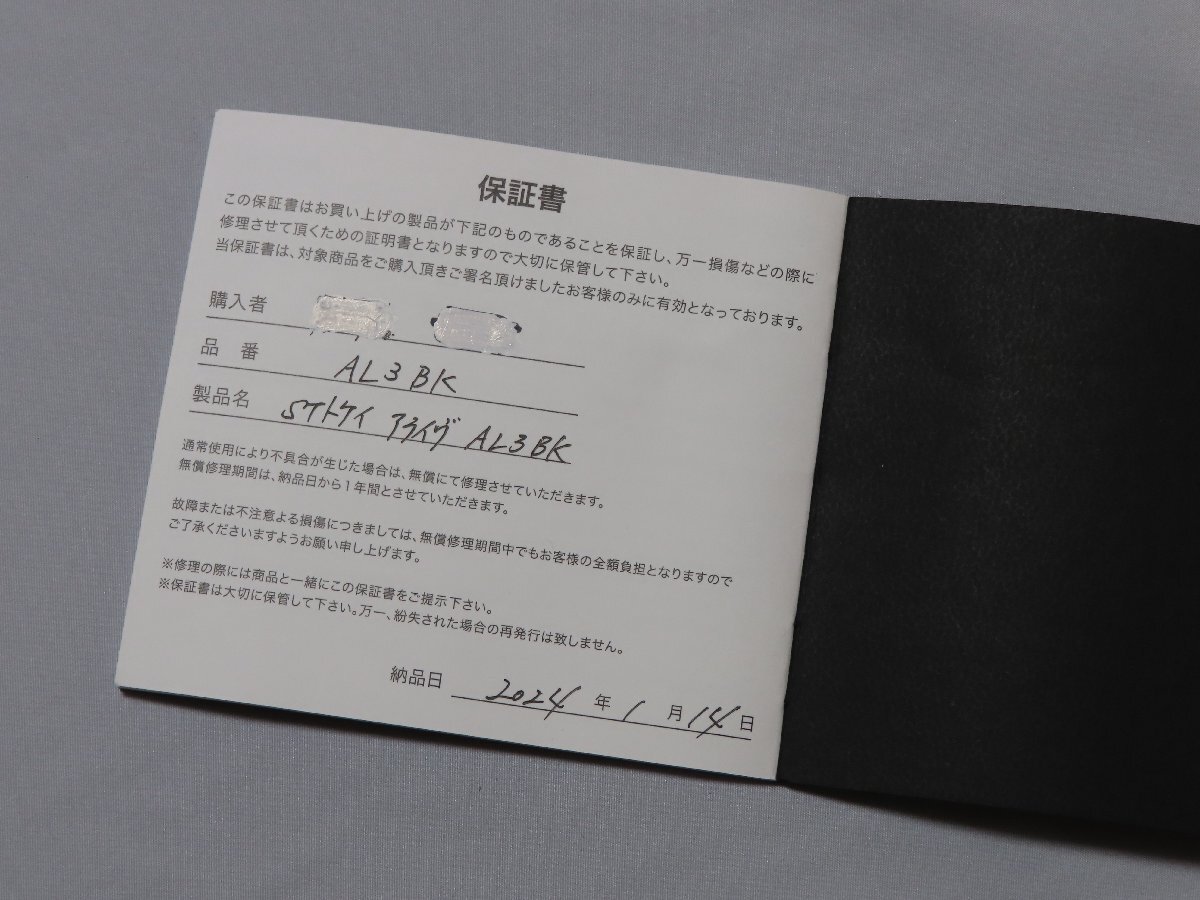 保証書
この保証書はお買い上げの製品が下記のものであることを保証し、万一損傷などの際に
修理させて頂くための証明書となりますので大切に保管して下さい。
当保証書は、対象商品をご購入頂きご署名頂けましたお客様のみに有効となっております。
購入者
品 番 AL3BK
製品名 STトケイ アライヴ AL3BK
通常使用により不具合が生じた場合は、無償にて修理させていただきます。
無償修理期間は、納品日から1年間とさせていただきます。
故障または不注意よる損傷につきましては、無償修理期間中でもお客様の全額負担となりますので
ご了承くださいますようお願い申し上げます。
※修理の際には商品と一緒にこの保証書をご提示下さい。
※保証書は大切に保管して下さい。万一、紛失された場合の再発行は致しません。
納品日 2024 年 1 月 14 日